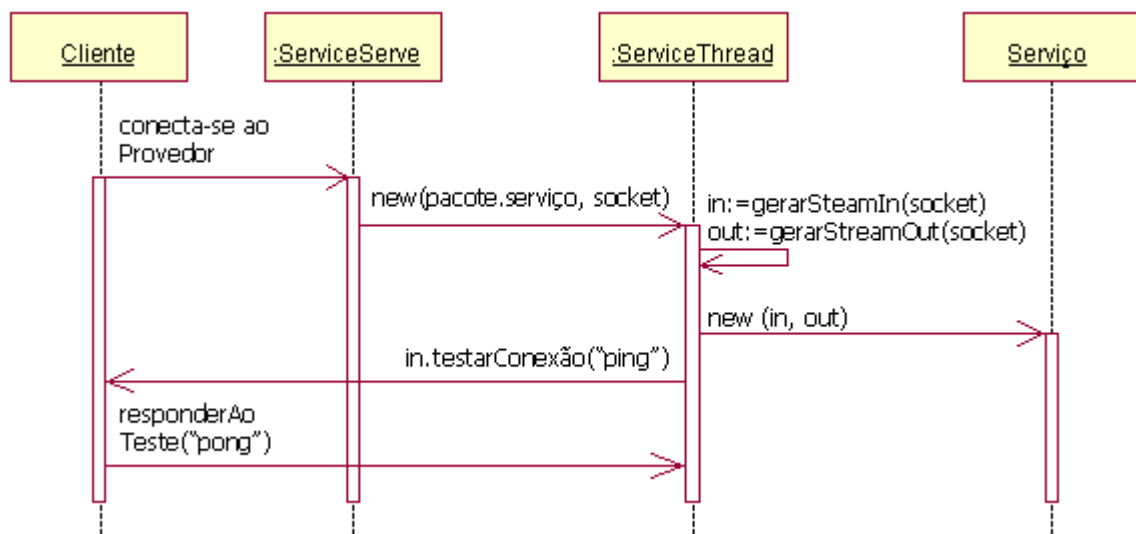 Cliente
:ServiceServe
:ServiceThread
Serviço
conecta-se ao
Provedor
new(pacote.serviço, socket)
in:=gerarSteamIn(socket)
out:=gerarStreamOut(socket)
new (in, out)
in.testarConexão("ping")
responderAo
Teste("pong")